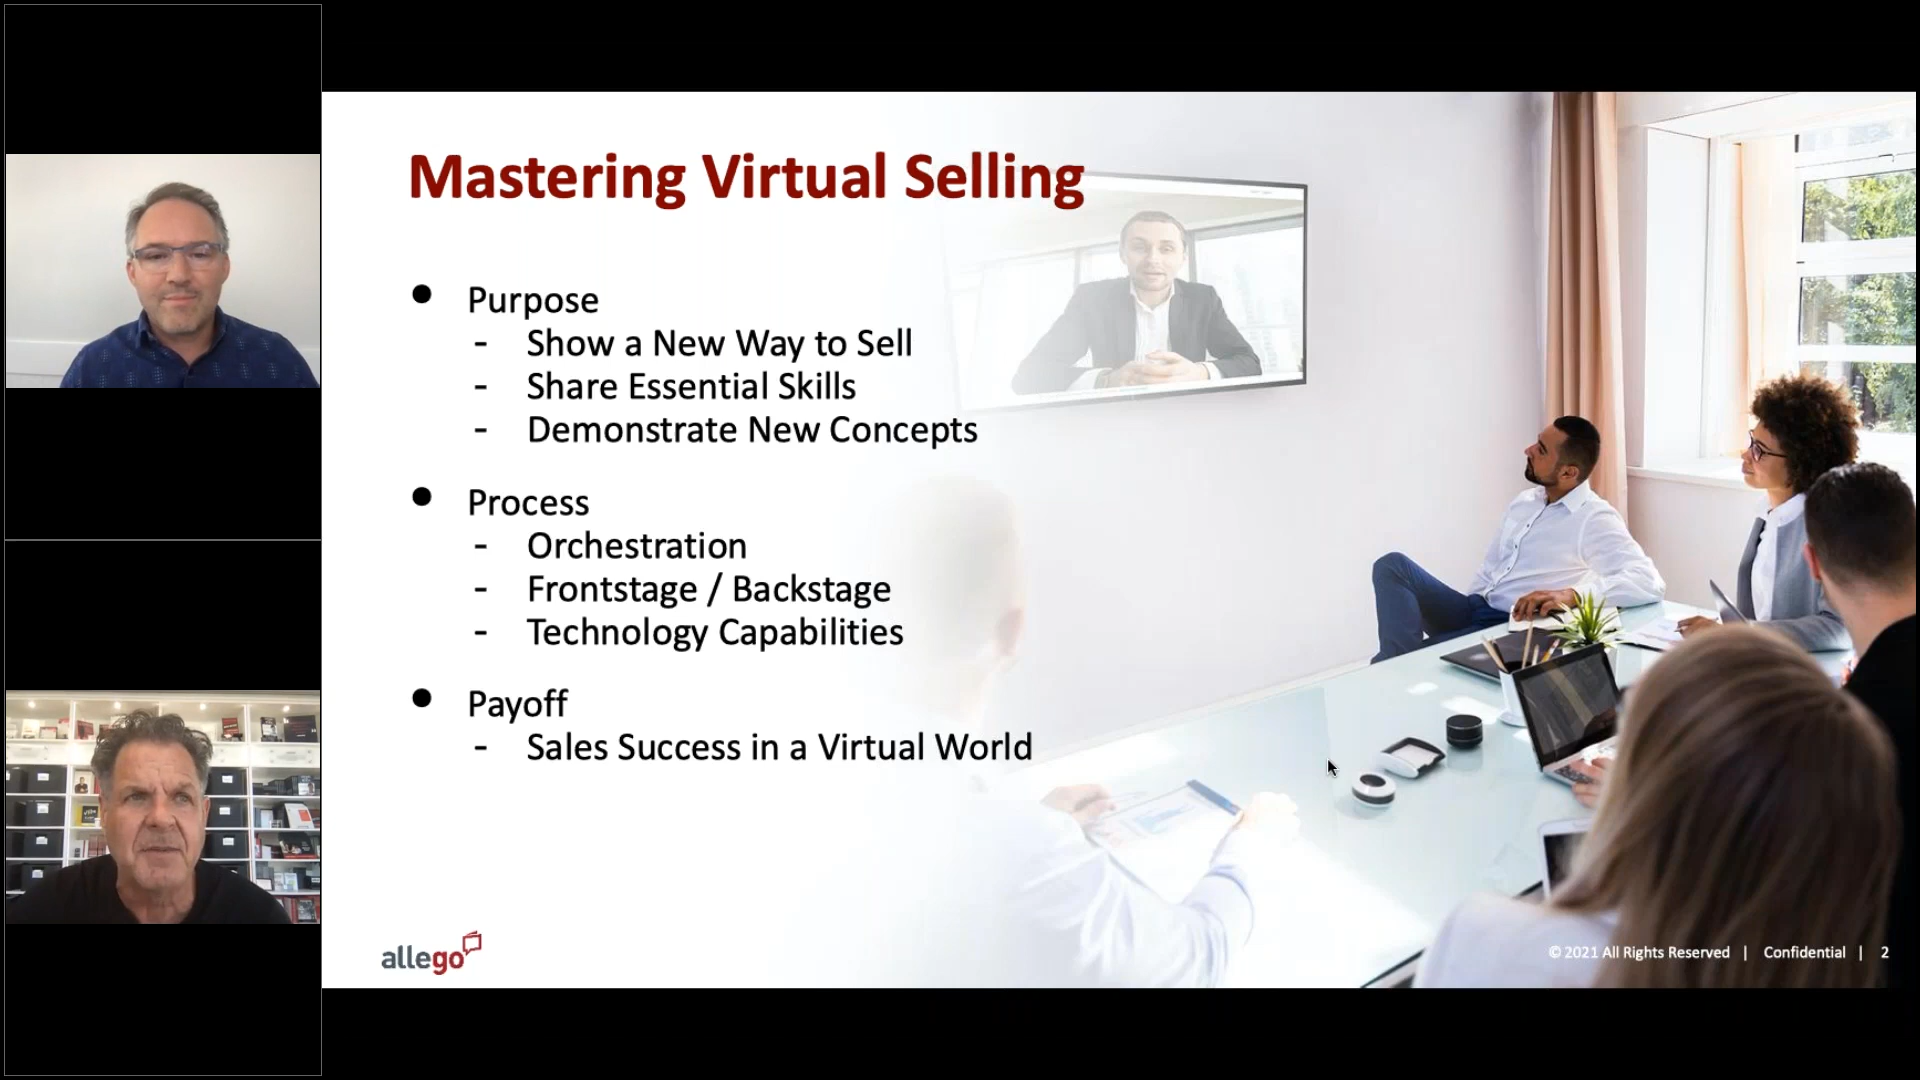 Mastering Virtual Selling
• Purpose
- Show a New Way to Sell
- Share Essential Skills
- Demonstrate New Concepts
• Process
- Orchestration
- Frontstage / Backstage
- Technology Capabilities
• Payoff
- Sales Success in a Virtual World
allego
© 2021 All Rights Reserved | Confidential | 2